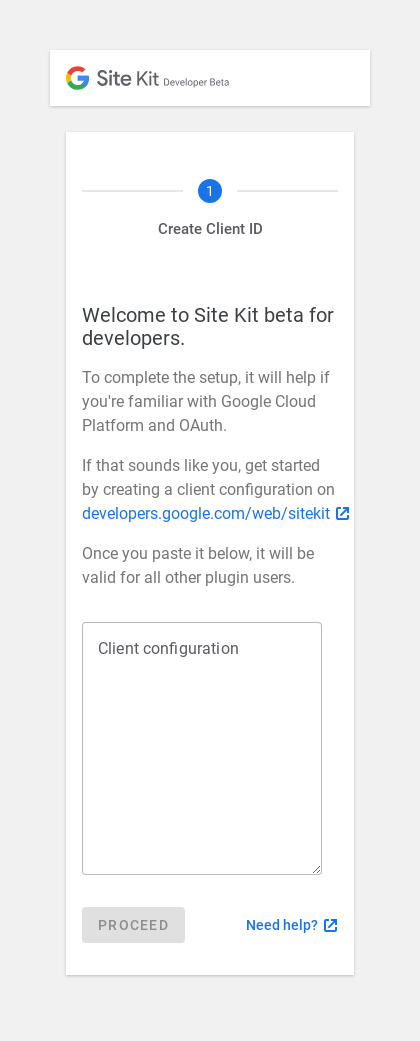 Site Kit Developer Beta
1
Create Client ID
Welcome to Site Kit beta for
developers.
To complete the setup, it will help if
you're familiar with Google Cloud
Platform and OAuth.
If that sounds like you, get started
by creating a client configuration on
developers.google.com/web/sitekit
Once you paste it below, it will be
valid for all other plugin users.
Client configuration
PROCEED
Need help?